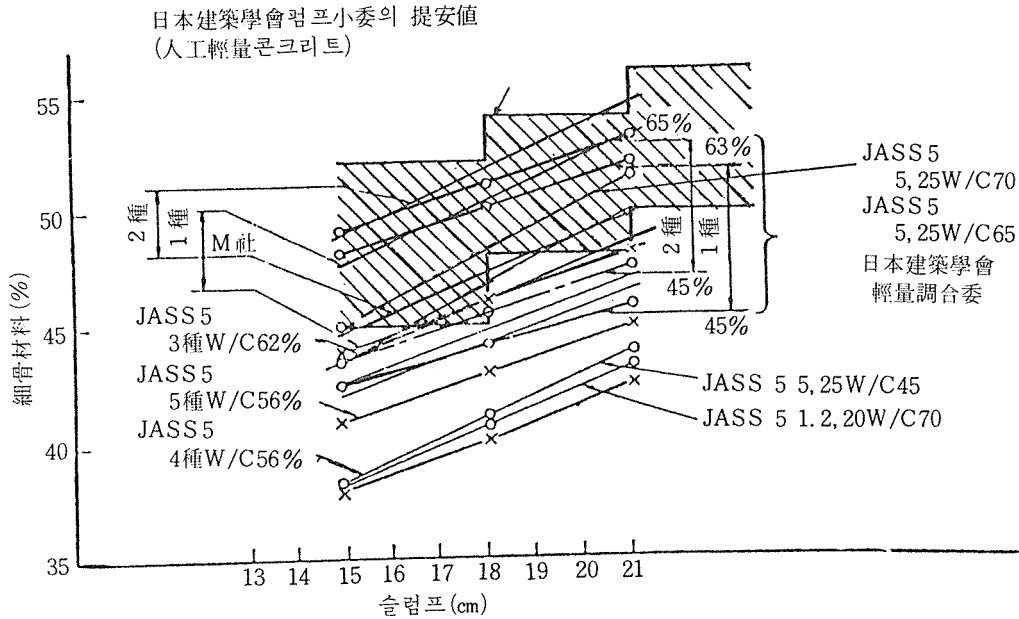 日本建築學會럼프小委의 提安値
(人工輕量콘크리트)
55
50
45
40
35
細骨材料(%)
2種
1種
M社
JASS 5
3種W/C62%
JASS 5
5種W/C56%
JASS 5
4種W/C56%
65%
63%
2種
1種
45%
45%
JASS 5
5,25W/C70
JASS 5
5,25W/C65
日本建築學會
輕量調合委
JASS 5 5,25W/C45
JASS 5 1.2,20W/C70
13 14 15 16 17 18 19 20 21
슬럼프(cm)